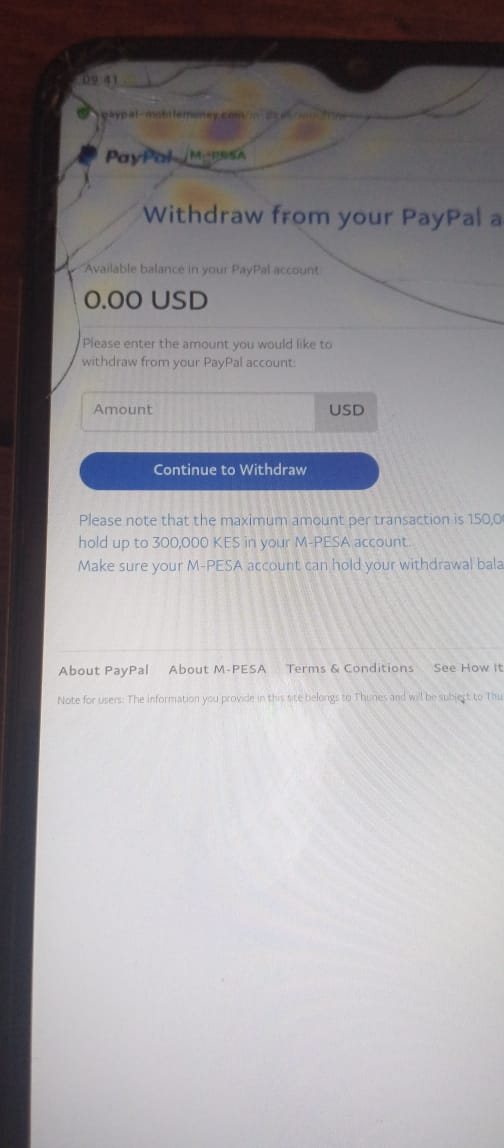 09:41
paypal-mobilemoney.com/m-pesa/
PayPal M-PESA
Withdraw from your PayPal a
Available balance in your PayPal account:
0.00 USD
Please enter the amount you would like to
withdraw from your PayPal account:
Amount USD
Continue to Withdraw
Please note that the maximum amount per transaction is 150,0
hold up to 300,000 KES in your M-PESA account.
Make sure your M-PESA account can hold your withdrawal bala
About PayPal About M-PESA Terms & Conditions See How It
Note for users: The information you provide in this site belongs to Thunes and will be subject to Thu